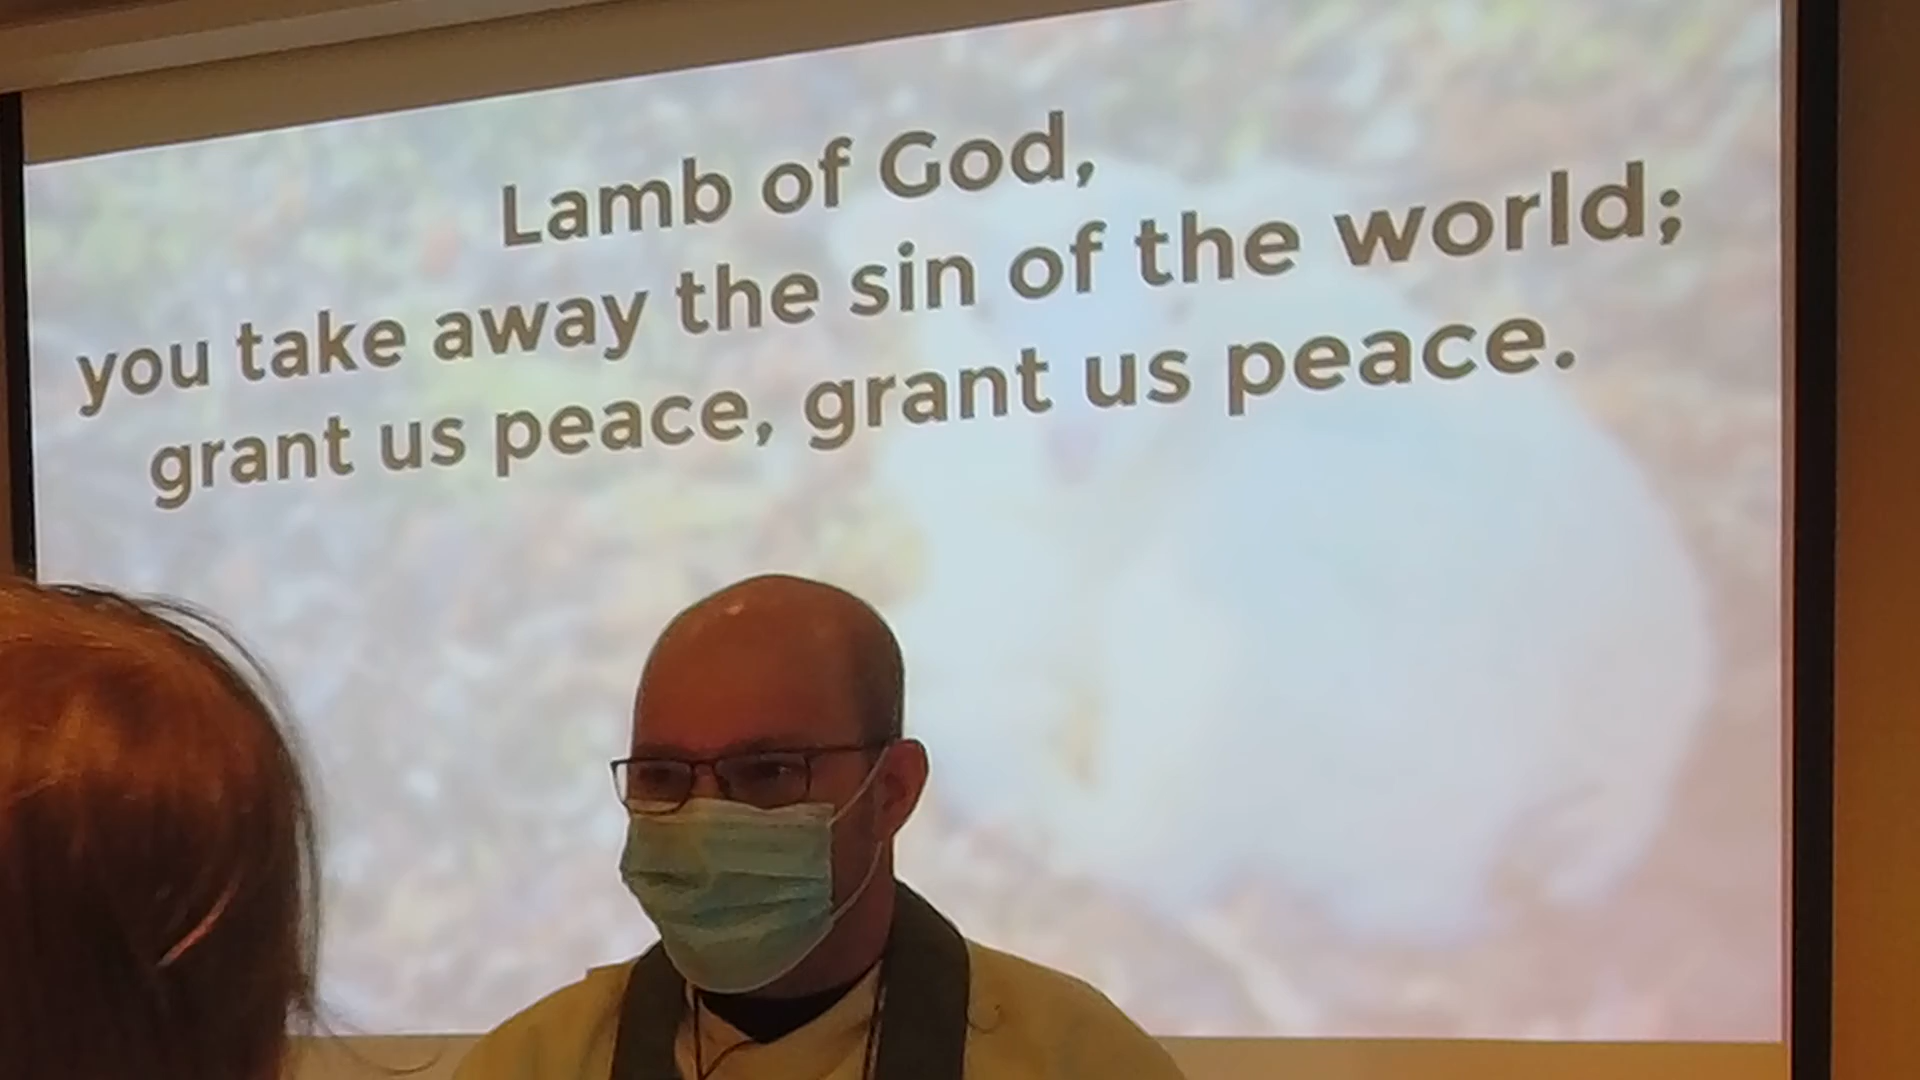 Lamb of God,
you take away the sin of the world;
grant us peace, grant us peace.